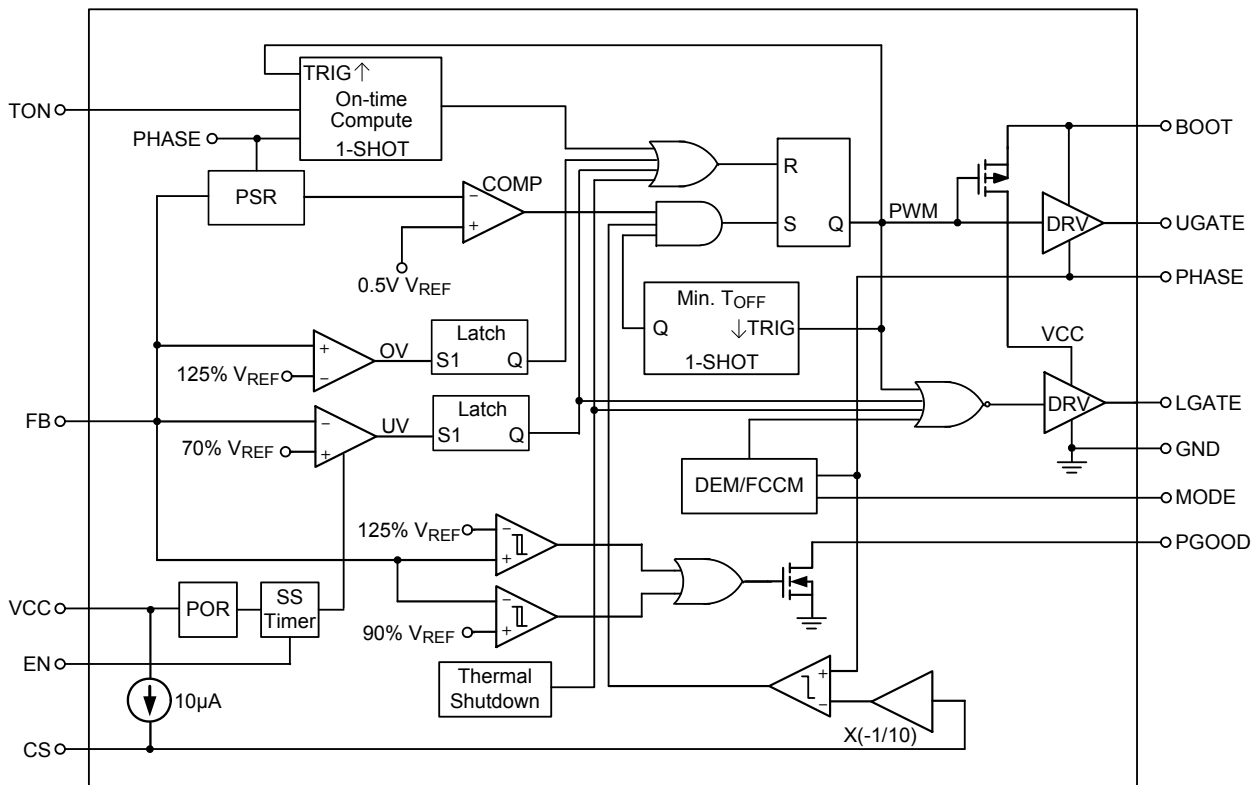 TRIG ↑
On-time
Compute
1-SHOT
TON
PHASE
PSR
− COMP
+
0.5V VREF
R
S Q
PWM
DRV
BOOT
UGATE
PHASE
Min. TOFF
Q ↓TRIG
1-SHOT
+ OV
−
125% VREF
Latch
S1 Q
VCC
DRV
LGATE
FB
− UV
+
70% VREF
Latch
S1 Q
GND
DEM/FCCM
MODE
125% VREF −
+
PGOOD
−
90% VREF +
VCC
POR
SS
Timer
EN
10µA
Thermal
Shutdown
+
−
X(-1/10)
CS